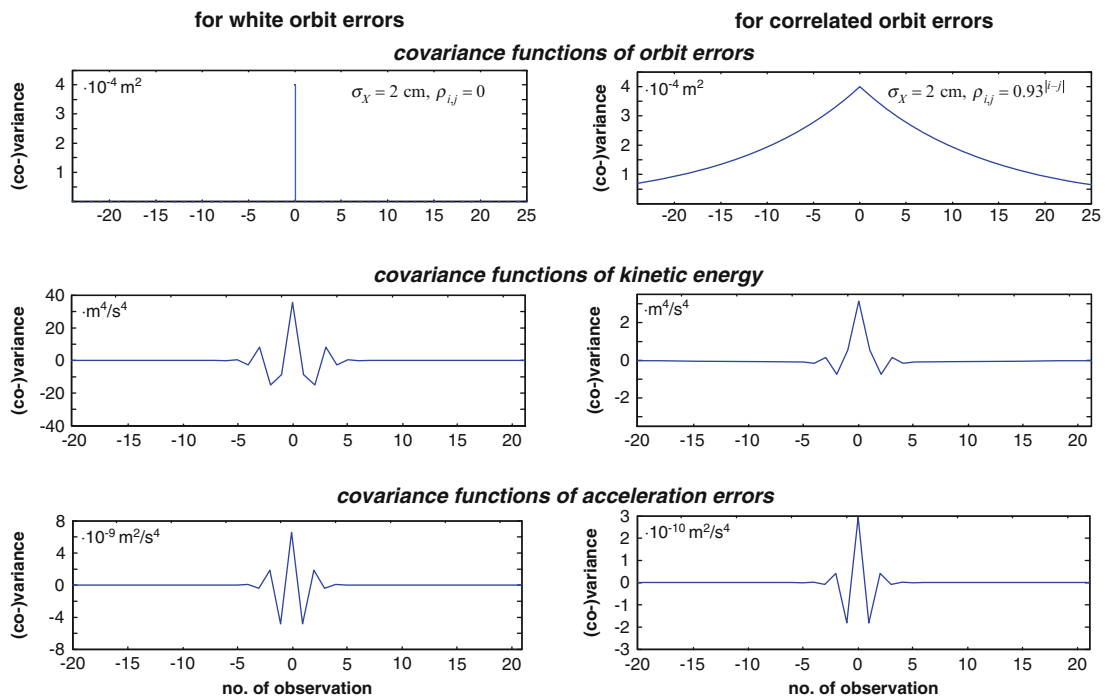 for white orbit errors
for correlated orbit errors
covariance functions of orbit errors
(co-)variance
4
3
2
1
·10⁻⁴ m²
σ_X = 2 cm, ρ_{i,j} = 0
-20 -15 -10 -5 0 5 10 15 20 25
(co-)variance
4
3
2
1
·10⁻⁴ m²
σ_X = 2 cm, ρ_{i,j} = 0.93^{|i–j|}
-20 -15 -10 -5 0 5 10 15 20 25
covariance functions of kinetic energy
(co-)variance
40
20
0
-20
-40
·m⁴/s⁴
-20 -15 -10 -5 0 5 10 15 20
(co-)variance
2
0
-2
·m⁴/s⁴
-20 -15 -10 -5 0 5 10 15 20
covariance functions of acceleration errors
(co-)variance
8
4
0
-4
-8
·10⁻⁹ m²/s⁴
-20 -15 -10 -5 0 5 10 15 20
no. of observation
(co-)variance
3
2
1
0
-1
-2
-3
·10⁻¹⁰ m²/s⁴
-20 -15 -10 -5 0 5 10 15 20
no. of observation